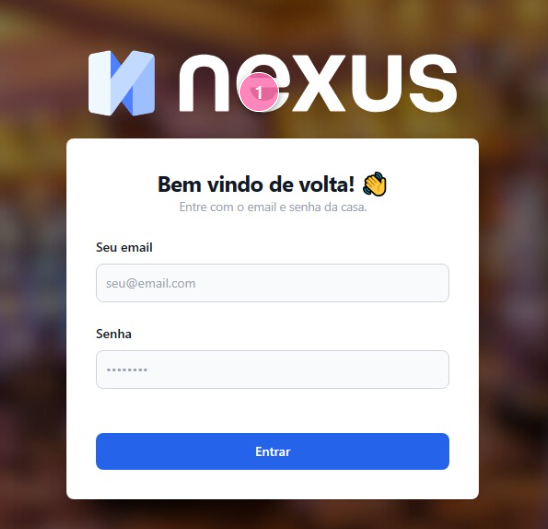 nexus
1
Bem vindo de volta! 👋
Entre com o email e senha da casa.
Seu email
seu@email.com
Senha
••••••••
Entrar